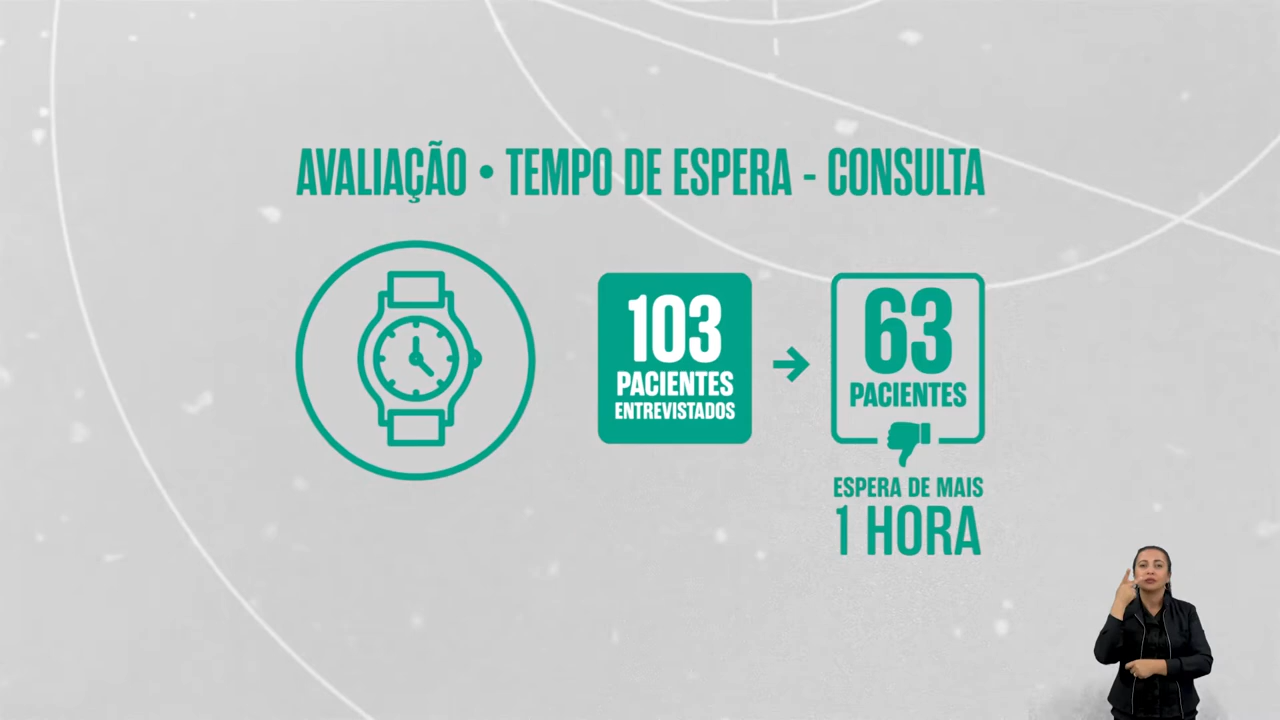 AVALIAÇÃO • TEMPO DE ESPERA - CONSULTA
103
PACIENTES
ENTREVISTADOS
63
PACIENTES
ESPERA DE MAIS
1 HORA